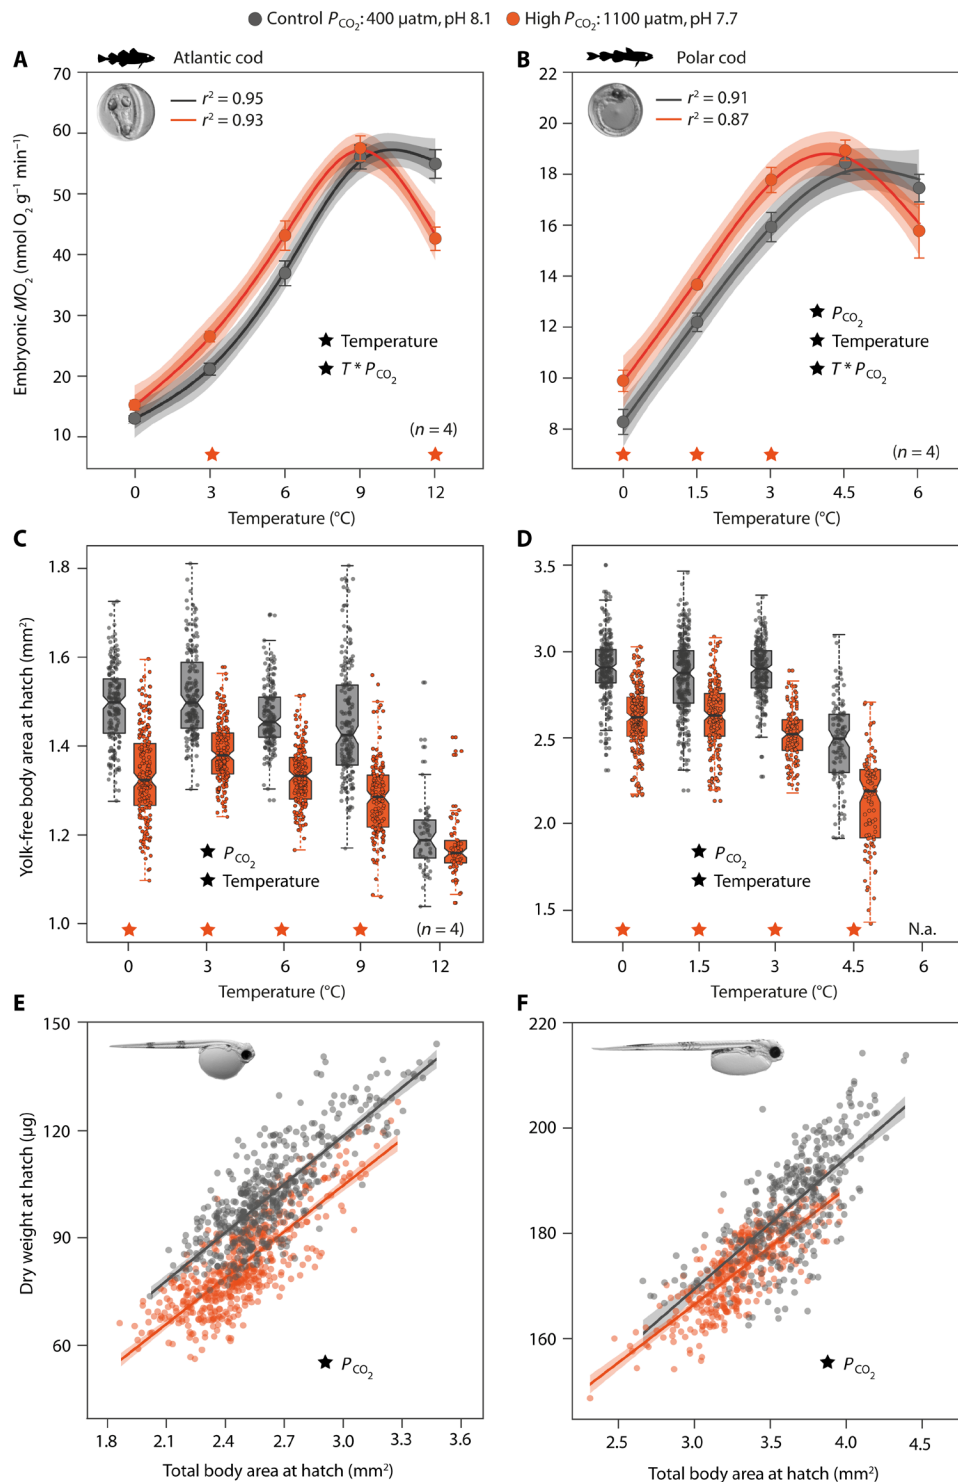 Control PCO2: 400 µatm, pH 8.1 High PCO2: 1100 µatm, pH 7.7
A Atlantic cod
r² = 0.95
r² = 0.93
70
60
50
40
30
20
10
Embryonic MO2 (nmol O2 g⁻¹ min⁻¹)
★ Temperature
★ T * PCO2
(n = 4)
0 3 6 9 12
Temperature (°C)
B Polar cod
r² = 0.91
r² = 0.87
22
20
18
16
14
12
10
8
★ PCO2
★ Temperature
★ T * PCO2
(n = 4)
0 1.5 3 4.5 6
Temperature (°C)
C
1.8
1.6
1.4
1.2
1.0
Yolk-free body area at hatch (mm²)
★ PCO2
★ Temperature
(n = 4)
0 3 6 9 12
Temperature (°C)
D
3.5
3.0
2.5
2.0
1.5
★ PCO2
★ Temperature
N.a.
0 1.5 3 4.5 6
Temperature (°C)
E
150
120
90
60
Dry weight at hatch (µg)
★ PCO2
1.8 2.1 2.4 2.7 3.0 3.3 3.6
Total body area at hatch (mm²)
F
220
200
180
160
★ PCO2
2.5 3.0 3.5 4.0 4.5
Total body area at hatch (mm²)